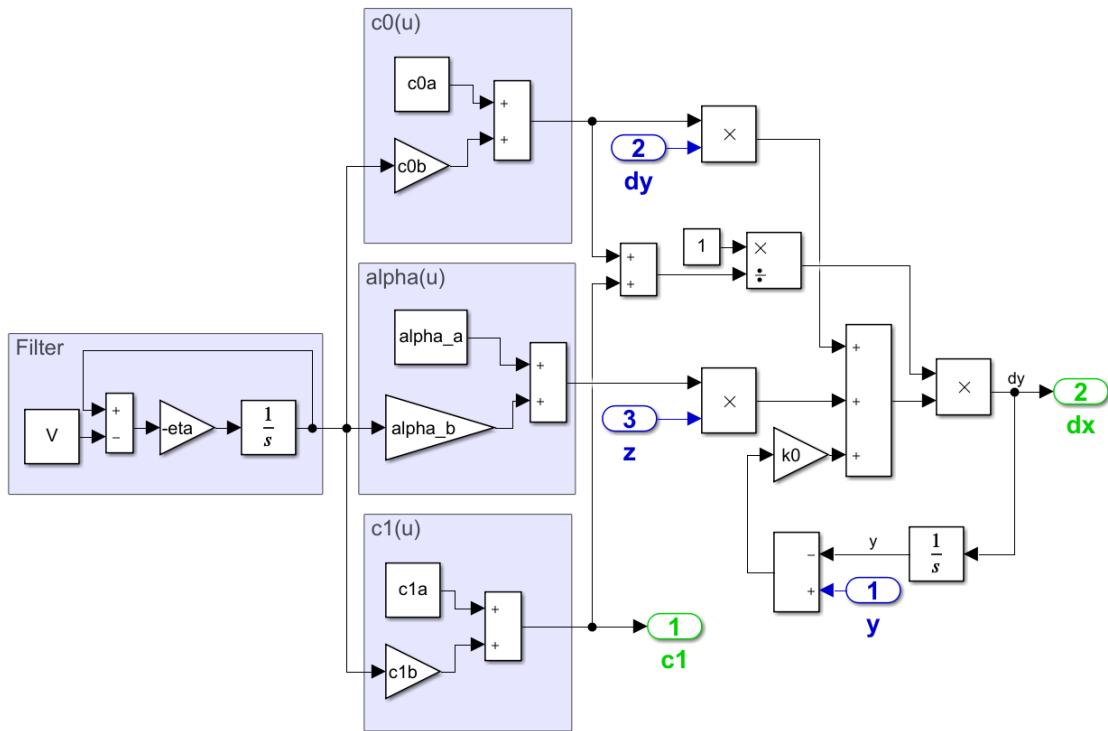 c0(u)
c0a
+
+
c0b
2
dy
×
1
×
÷
+
+
alpha(u)
alpha_a
+
+
alpha_b
Filter
V
+
−
-eta
1
s
3
z
×
+
+
+
k0
×
dy
2
dx
−
+
y
1
s
1
y
c1(u)
c1a
+
+
c1b
1
c1